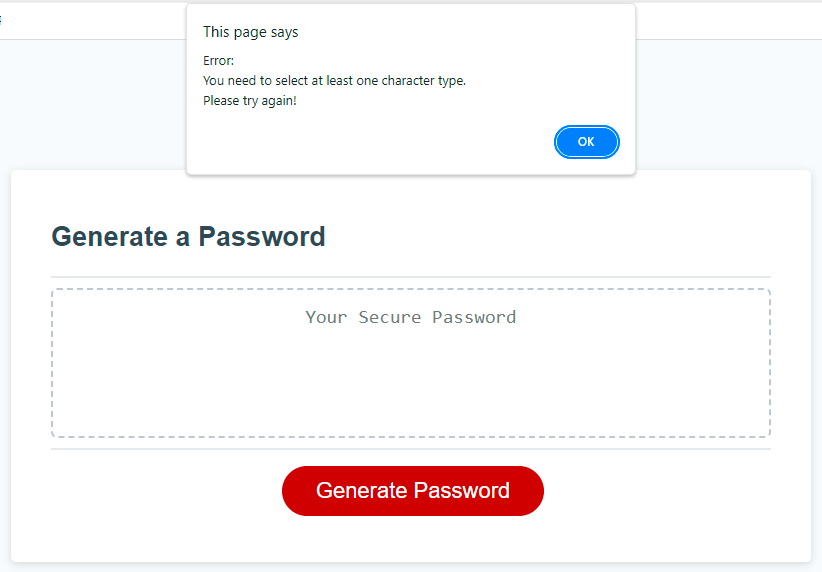 This page says
Error:
You need to select at least one character type.
Please try again!
OK
Generate a Password
Your Secure Password
Generate Password